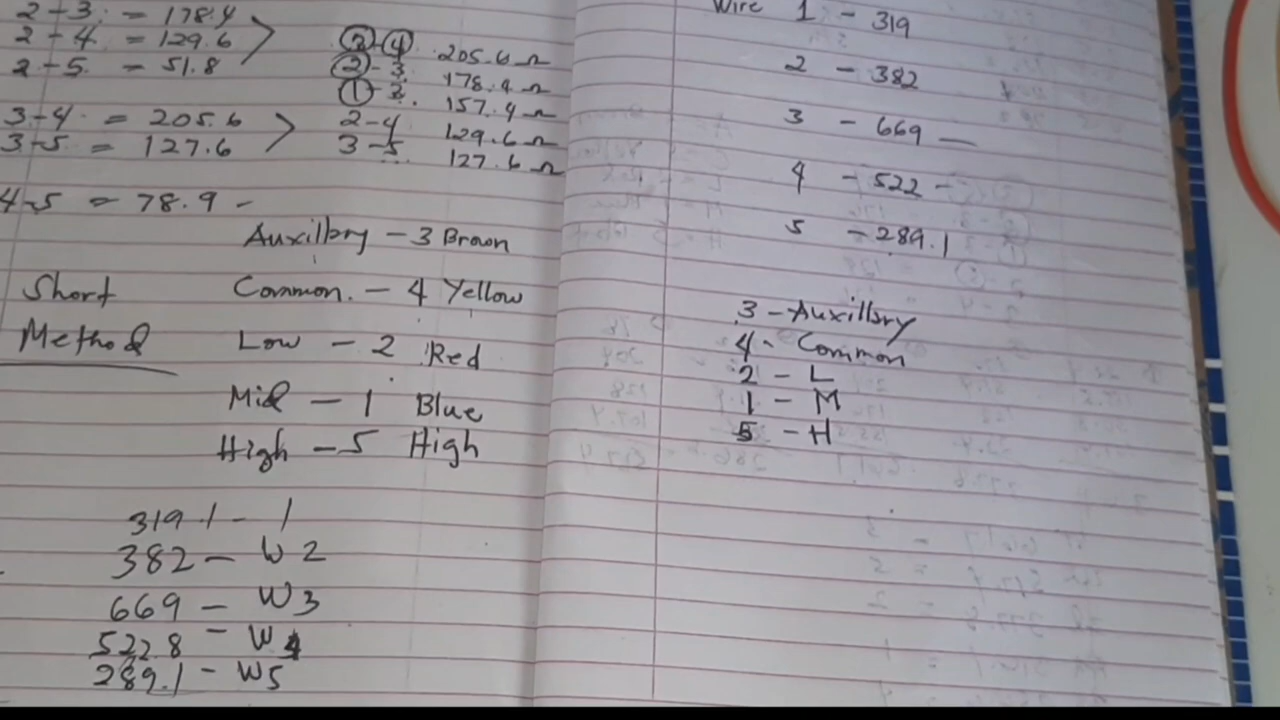 2 - 3. = 178.4
2 - 4. = 129.6
2 - 5. = 51.8
3 - 4. = 205.6
3 - 5. = 127.6
4 - 5 = 78.9 -
3 - 4 205.6 Ω
2 - 3. 178.4 Ω
1 - 3. 157.4 Ω
2 - 4 129.6 Ω
3 - 5 127.6 Ω
Short
Method
Auxillary - 3 Brown
Common. - 4 Yellow
Low - 2 Red
Mid - 1 Blue
High - 5 High
319.1 - 1
382 - W2
669 - W3
522.8 - W4
289.1 - W5
Wire 1 - 319
2 - 382
3 - 669
4 - 522 -
5 - 289.1
3 - Auxillary
4 - Common
2 - L
1 - M
5 - H